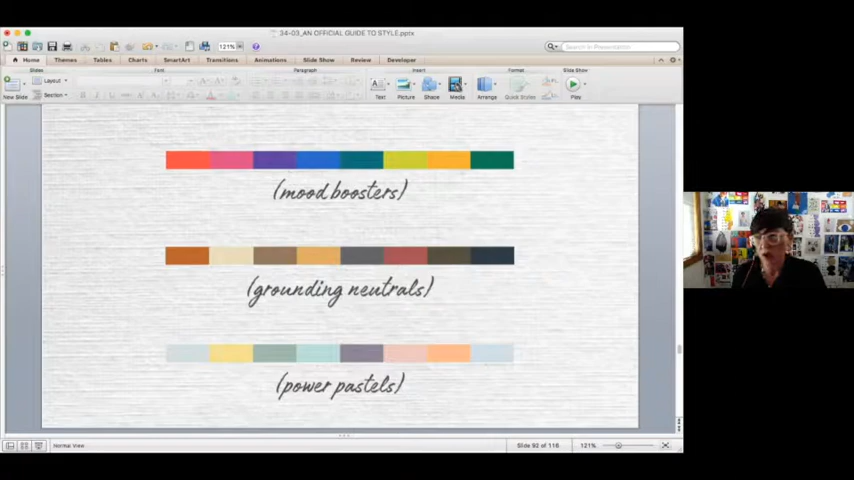 34-03_AN OFFICIAL GUIDE TO STYLE.pptx
121%
Search in Presentation
Home Themes Tables Charts SmartArt Transitions Animations Slide Show Review Developer
Slides Font Paragraph Insert Format Slide Show
Layout
Section
New Slide Text Picture Shape Media Arrange Quick Styles Play
(mood boosters)
(grounding neutrals)
(power pastels)
Normal View Slide 92 of 116 121%